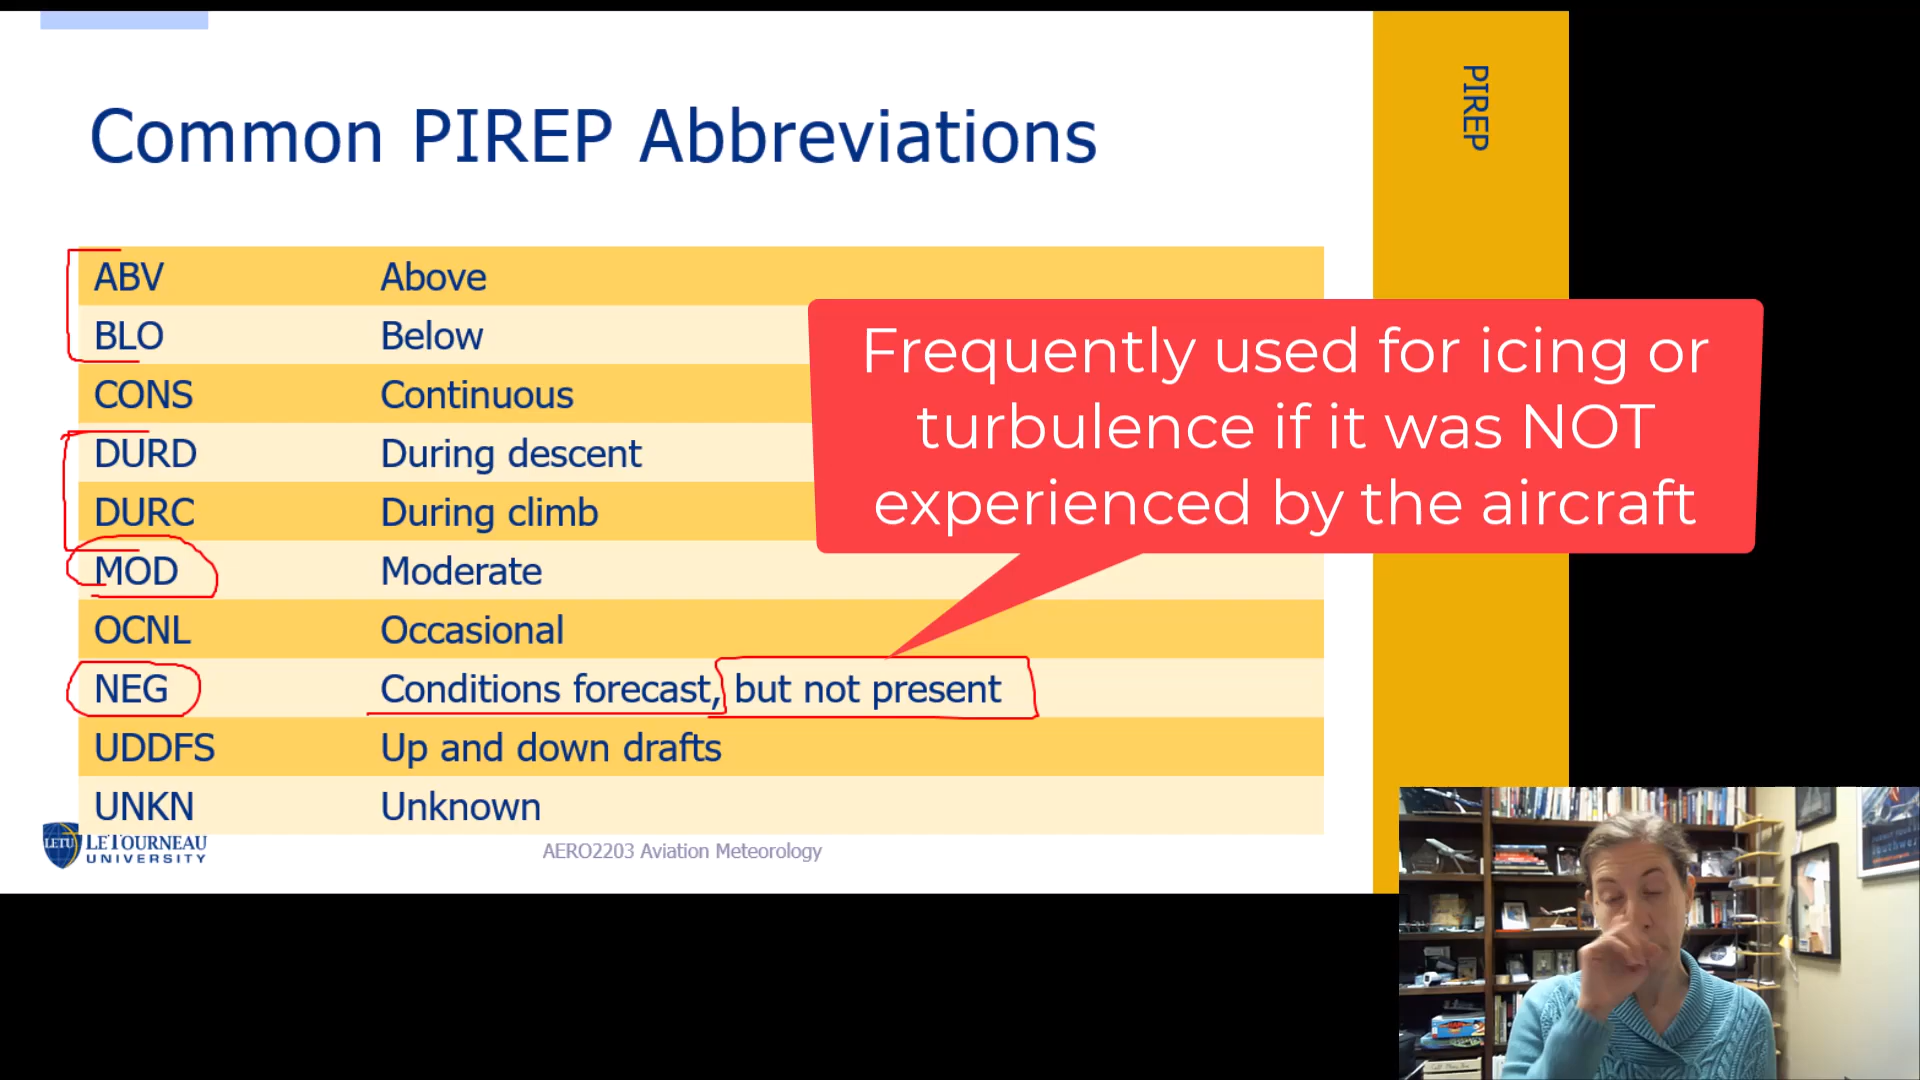 Common PIREP Abbreviations
PIREP
ABV Above
BLO Below
CONS Continuous
DURD During descent
DURC During climb
MOD Moderate
OCNL Occasional
NEG Conditions forecast, but not present
UDDFS Up and down drafts
UNKN Unknown
Frequently used for icing or
turbulence if it was NOT
experienced by the aircraft
LETU
LETOURNEAU
UNIVERSITY
AERO2203 Aviation Meteorology